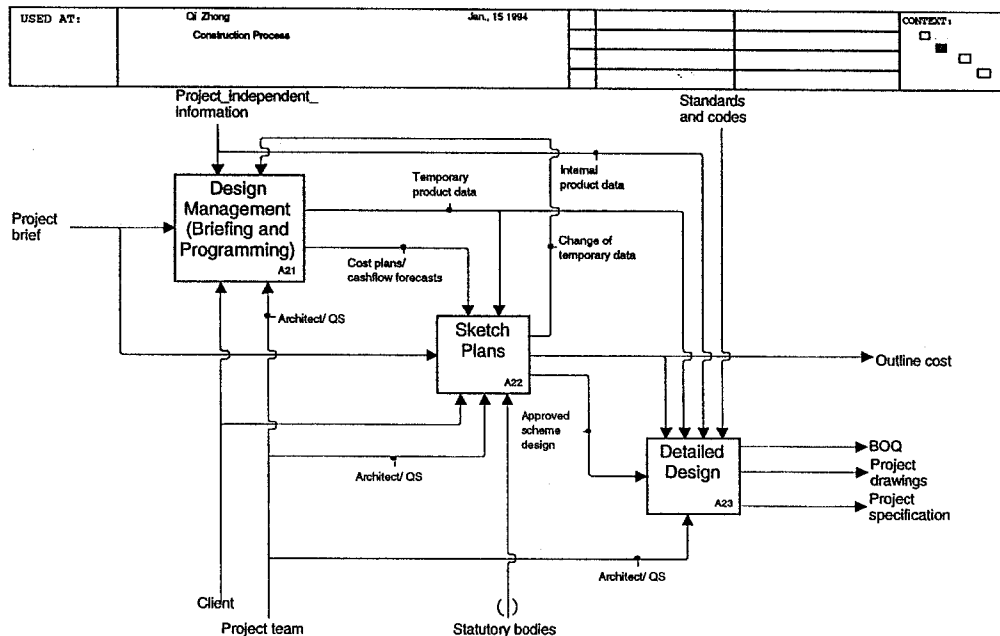 USED AT:
Qi Zhong
Jan., 15 1994
CONTEXT:
Construction Process
Project_independent_
information
Standards
and codes
Internal
product data
Temporary
product data
Design
Management
(Briefing and
Programming)
A21
Project
brief
Change of
temporary data
Cost plans/
cashflow forecasts
Architect/ QS
Sketch
Plans
A22
Outline cost
Approved
scheme
design
Detailed
Design
A23
BOQ
Project
drawings
Project
specification
Architect/ QS
Architect/ QS
Client
Project team
Statutory bodies